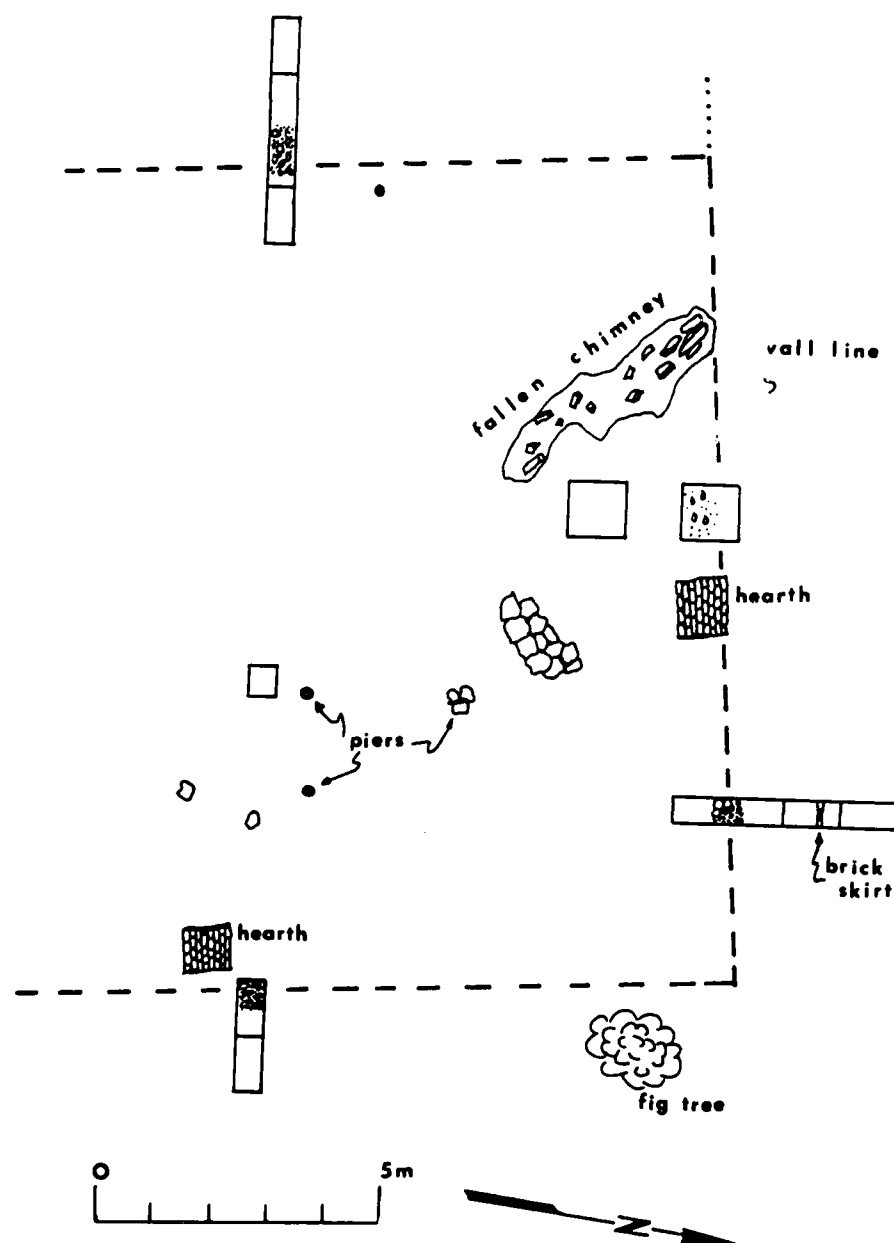 fallen chimney
vall line
hearth
piers
brick
skirt
hearth
fig tree
0
5m
N